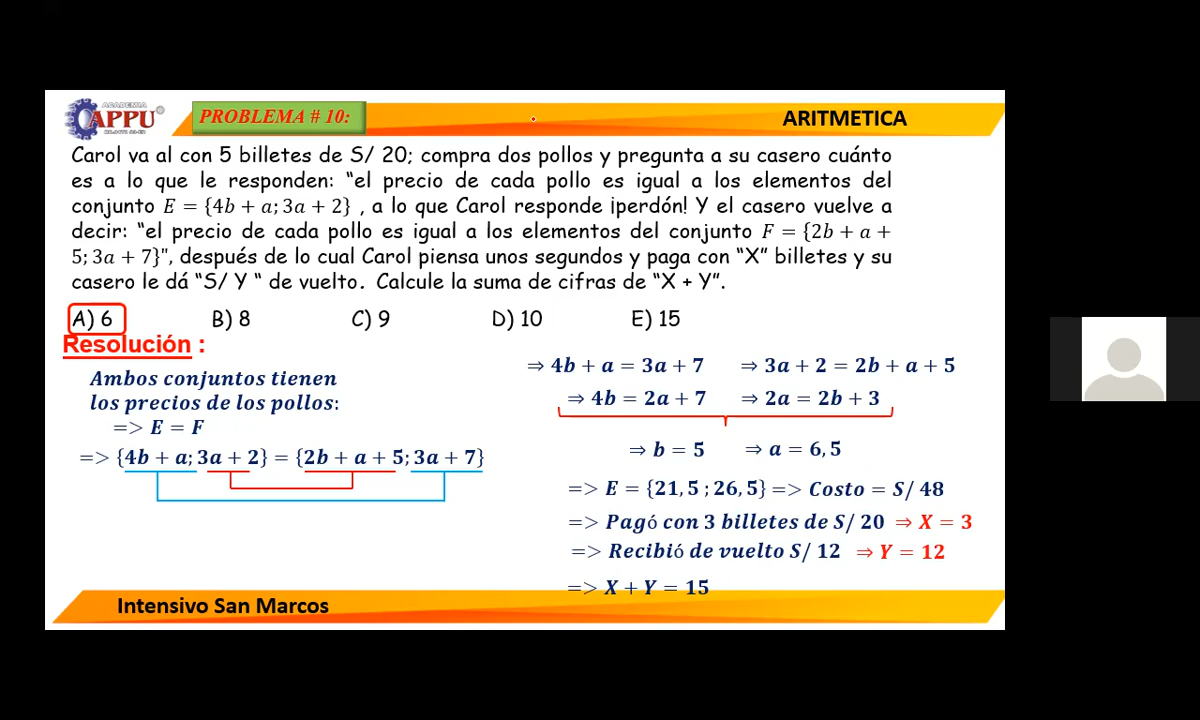 ACADEMIA
CAPPU
PROBLEMA # 10:
ARITMETICA
Carol va al con 5 billetes de S/ 20; compra dos pollos y pregunta a su casero cuánto
es a lo que le responden: “el precio de cada pollo es igual a los elementos del
conjunto E = {4b + a; 3a + 2} , a lo que Carol responde ¡perdón! Y el casero vuelve a
decir: “el precio de cada pollo es igual a los elementos del conjunto F = {2b + a +
5; 3a + 7}", después de lo cual Carol piensa unos segundos y paga con “X” billetes y su
casero le dá “S/ Y “ de vuelto. Calcule la suma de cifras de “X + Y”.
A) 6 B) 8 C) 9 D) 10 E) 15
Resolución :
Ambos conjuntos tienen
los precios de los pollos:
=> E = F
=> {4b + a; 3a + 2} = {2b + a + 5; 3a + 7}
⇒ 4b + a = 3a + 7 ⇒ 3a + 2 = 2b + a + 5
⇒ 4b = 2a + 7 ⇒ 2a = 2b + 3
⇒ b = 5 ⇒ a = 6,5
=> E = {21,5 ; 26,5} => Costo = S/ 48
=> Pagó con 3 billetes de S/ 20 ⇒ X = 3
=> Recibió de vuelto S/ 12 ⇒ Y = 12
=> X + Y = 15
Intensivo San Marcos